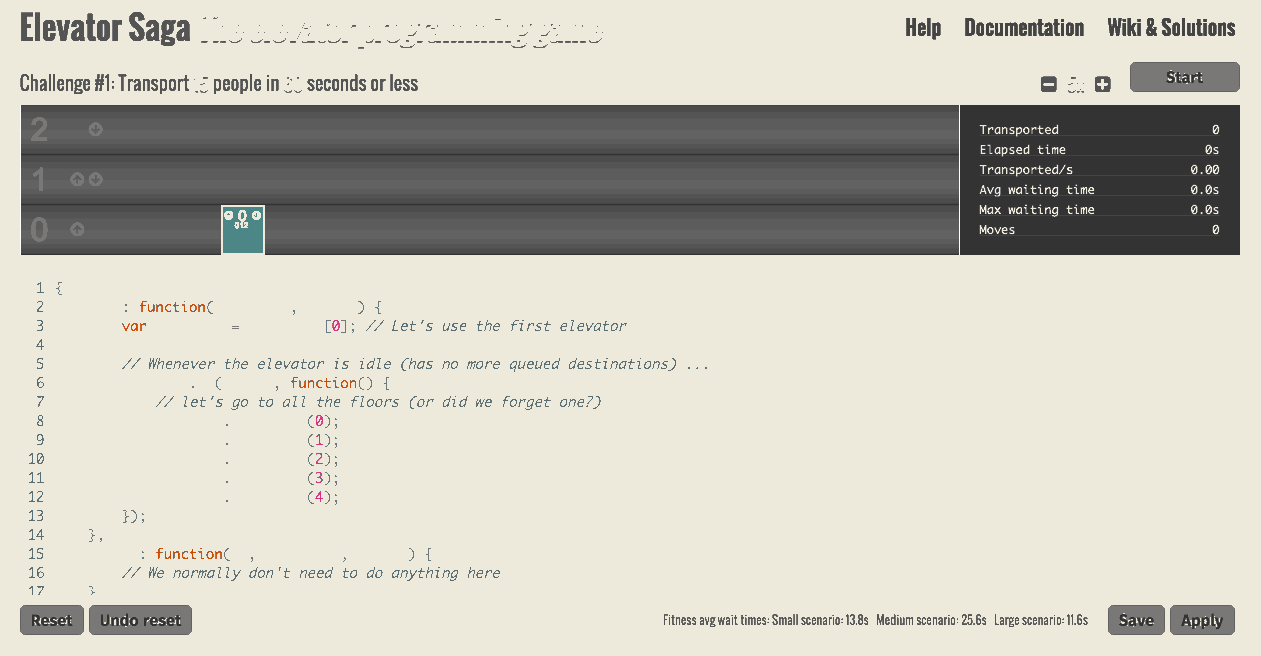 Elevator Saga The elevator programming game
Help Documentation Wiki & Solutions
Challenge #1: Transport people in seconds or less
Start
2
1
0
0
012
Transported 0
Elapsed time 0s
Transported/s 0.00
Avg waiting time 0.0s
Max waiting time 0.0s
Moves 0
1 {
2 : function( , ) {
3 var = [0]; // Let's use the first elevator
4
5 // Whenever the elevator is idle (has no more queued destinations) ...
6 . ( , function() {
7 // let's go to all the floors (or did we forget one?)
8 . (0);
9 . (1);
10 . (2);
11 . (3);
12 . (4);
13 });
14 },
15 : function( , , ) {
16 // We normally don't need to do anything here
17 }
Reset Undo reset
Fitness avg wait times: Small scenario: 13.8s Medium scenario: 25.6s Large scenario: 11.6s
Save Apply